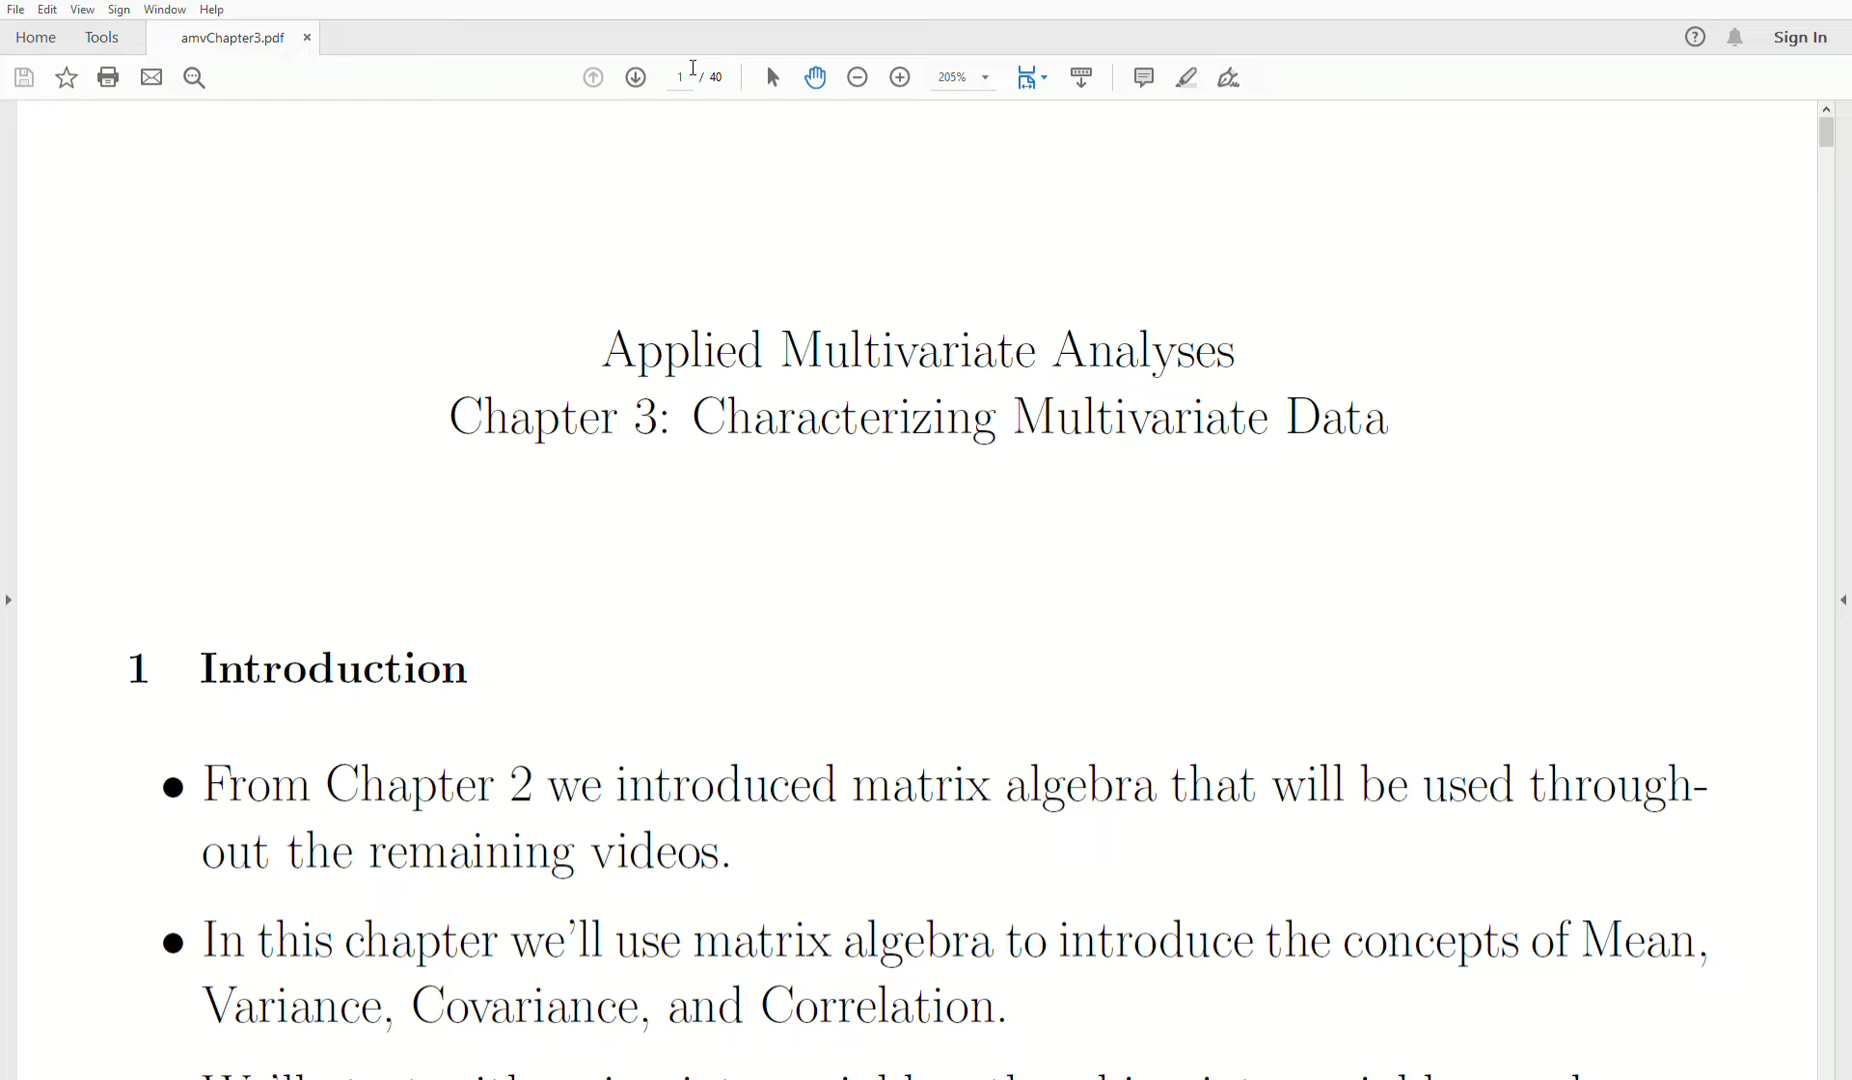 File Edit View Sign Window Help
Home Tools amvChapter3.pdf × Sign In
1 / 40 205%
Applied Multivariate Analyses
Chapter 3: Characterizing Multivariate Data
1 Introduction
● From Chapter 2 we introduced matrix algebra that will be used through-
out the remaining videos.
● In this chapter we'll use matrix algebra to introduce the concepts of Mean,
Variance, Covariance, and Correlation.